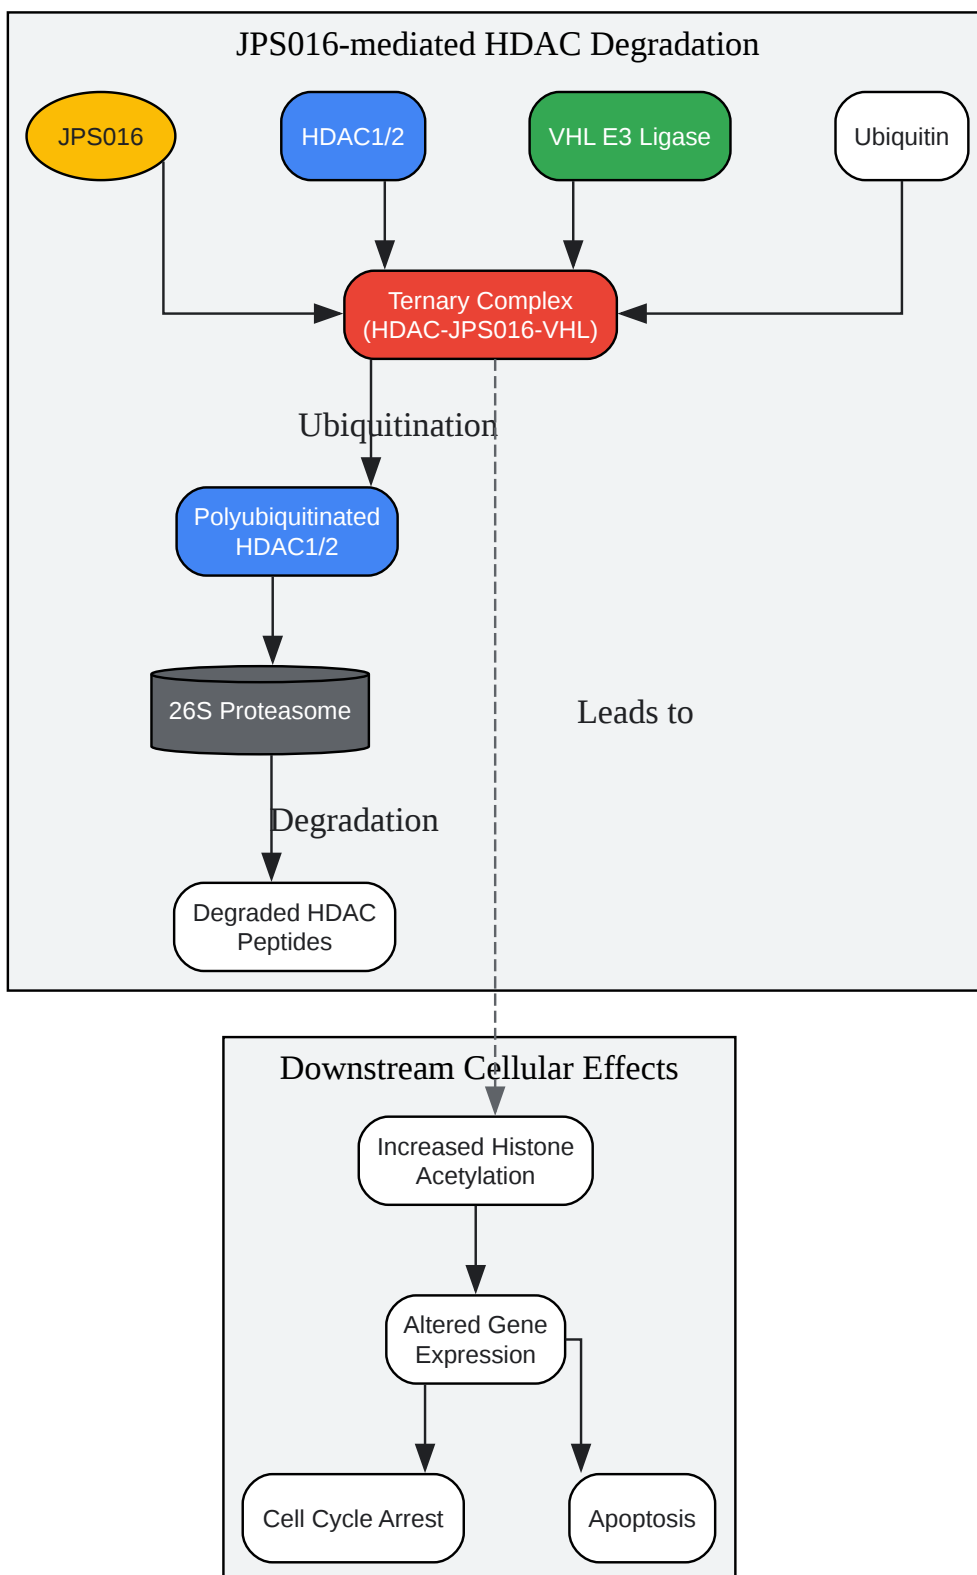 JPS016-mediated HDAC Degradation
JPS016
HDAC1/2
VHL E3 Ligase
Ubiquitin
Ternary Complex
(HDAC-JPS016-VHL)
Ubiquitination
Polyubiquitinated
HDAC1/2
26S Proteasome
Leads to
Degradation
Degraded HDAC
Peptides
Downstream Cellular Effects
Increased Histone
Acetylation
Altered Gene
Expression
Cell Cycle Arrest
Apoptosis